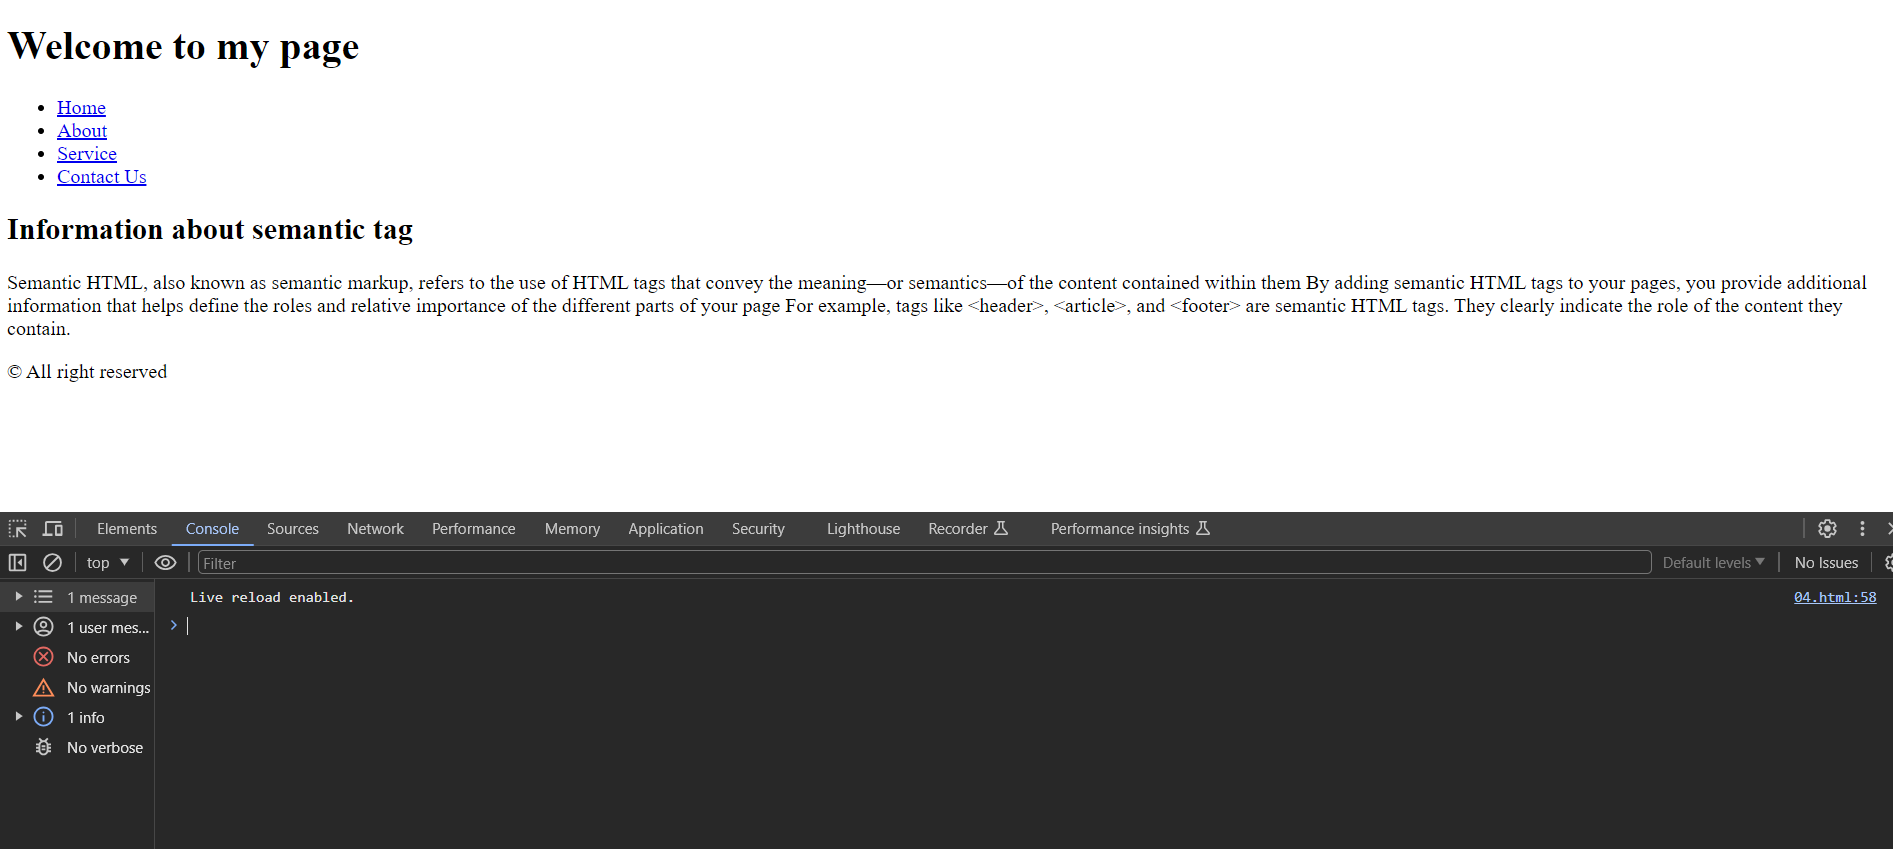 Welcome to my page
Home
About
Service
Contact Us
Information about semantic tag
Semantic HTML, also known as semantic markup, refers to the use of HTML tags that convey the meaning—or semantics—of the content contained within them By adding semantic HTML tags to your pages, you provide additional
information that helps define the roles and relative importance of the different parts of your page For example, tags like <header>, <article>, and <footer> are semantic HTML tags. They clearly indicate the role of the content they
contain.
© All right reserved
Elements Console Sources Network Performance Memory Application Security Lighthouse Recorder Performance insights
top Filter Default levels No Issues
1 message Live reload enabled. 04.html:58
1 user mes...
No errors
No warnings
1 info
No verbose